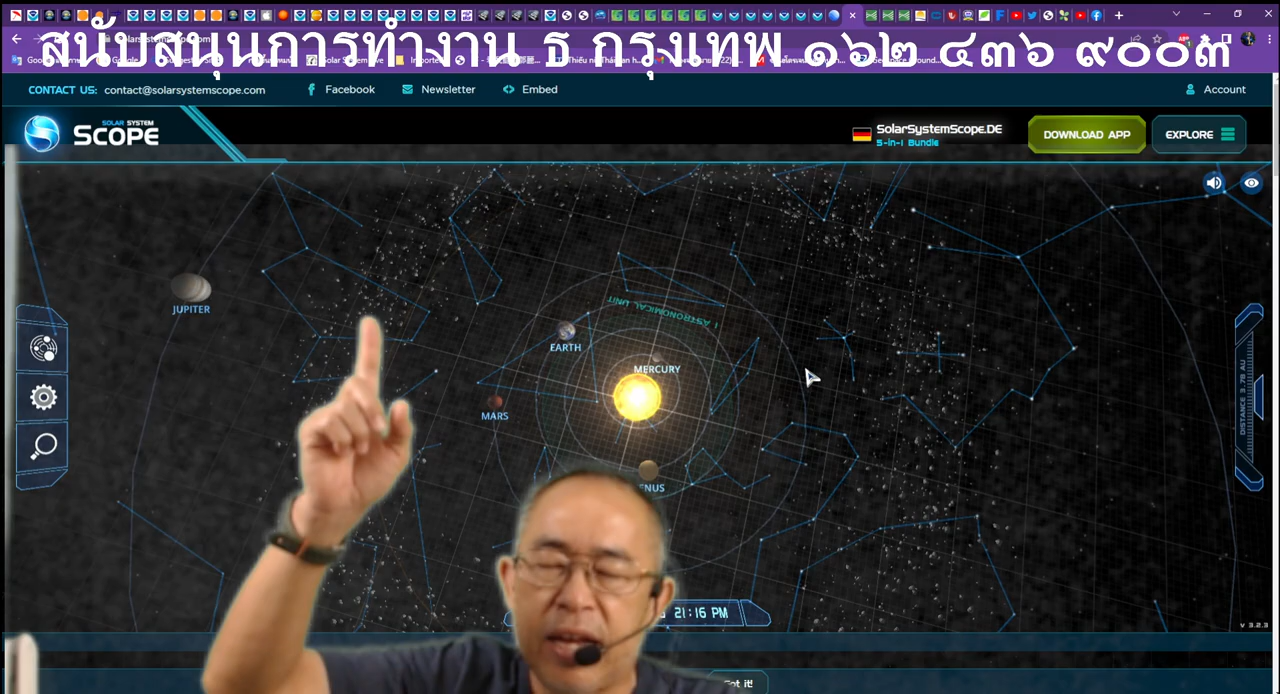 สนับสนุนการทำงาน ธ กรุงเทพ ๑๖๒ ๔๓๖ ๙๐๐๓
CONTACT US: contact@solarsystemscope.com Facebook Newsletter Embed Account
SOLAR SYSTEM
SCOPE
SolarSystemScope.DE
5-in-1 Bundle
DOWNLOAD APP
EXPLORE
JUPITER
1 ASTRONOMICAL UNIT
EARTH
MERCURY
MARS
DISTANCE 3.78 AU
21:16 PM
V 3.2.3
Got it!